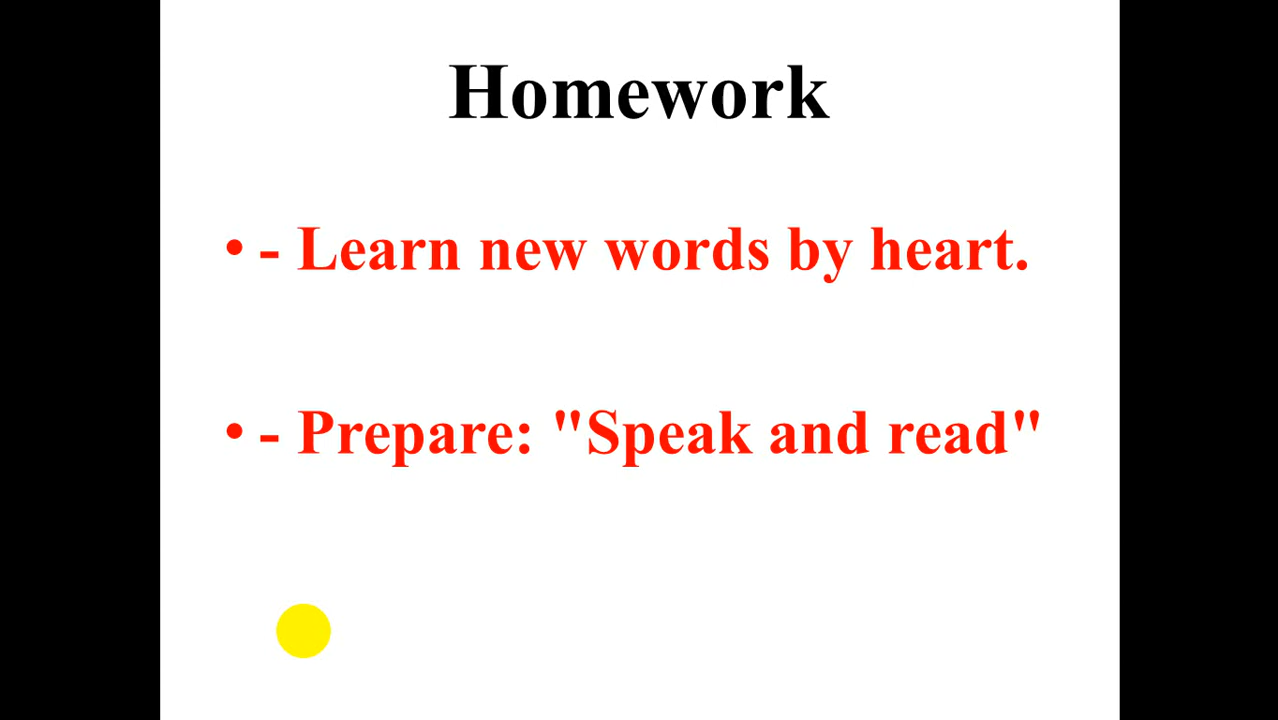 Homework
• - Learn new words by heart.
• - Prepare: "Speak and read"